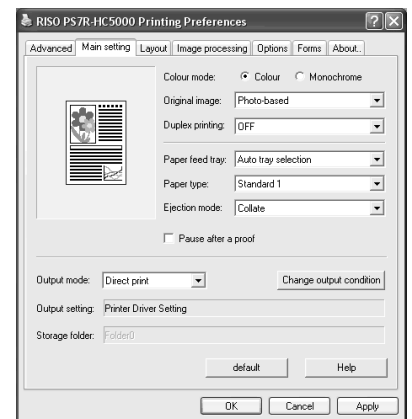 RISO PS7R-HC5000 Printing Preferences
Advanced Main setting Layout Image processing Options Forms About..
Colour mode: Colour Monochrome
Original image: Photo-based
Duplex printing: OFF
Paper feed tray: Auto tray selection
Paper type: Standard 1
Ejection mode: Collate
Pause after a proof
Output mode: Direct print Change output condition
Output setting: Printer Driver Setting
Storage folder: Folder0
default Help
OK Cancel Apply